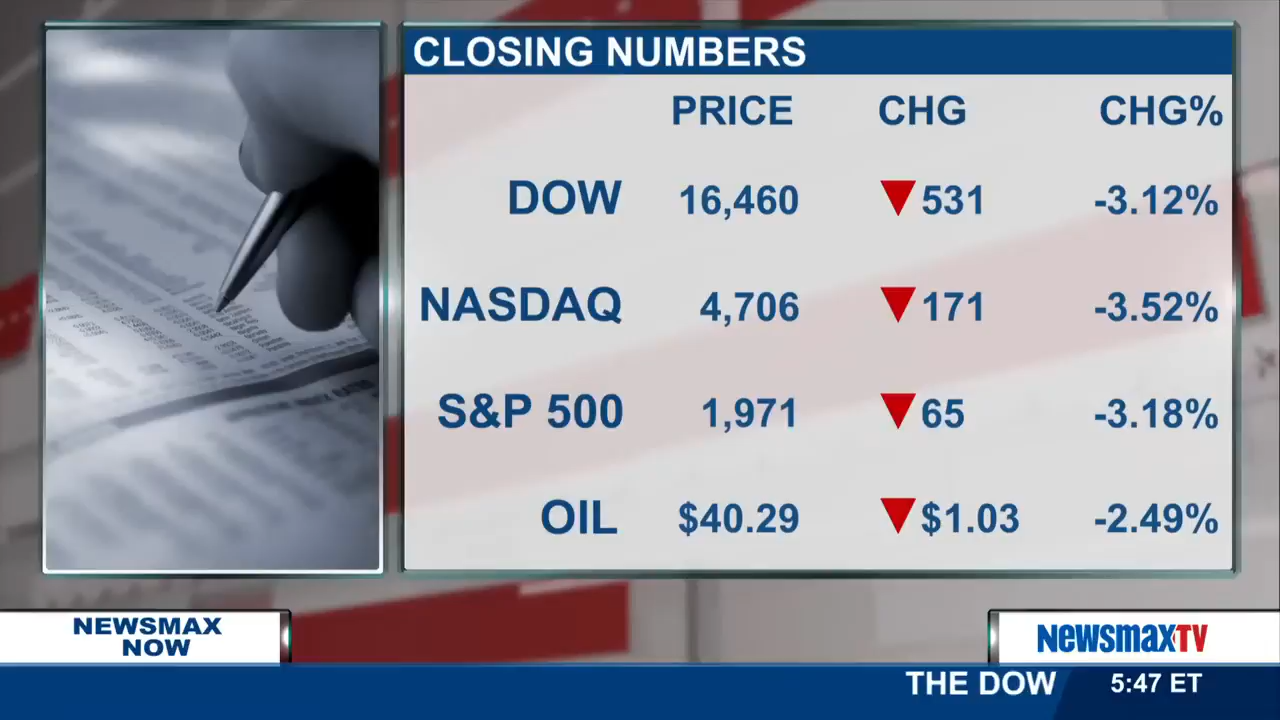 CLOSING NUMBERS
PRICE CHG CHG%
DOW 16,460 ▼531 -3.12%
NASDAQ 4,706 ▼171 -3.52%
S&P 500 1,971 ▼65 -3.18%
OIL $40.29 ▼$1.03 -2.49%
NEWSMAX
NOW
NEWSMAXTV
THE DOW 5:47 ET